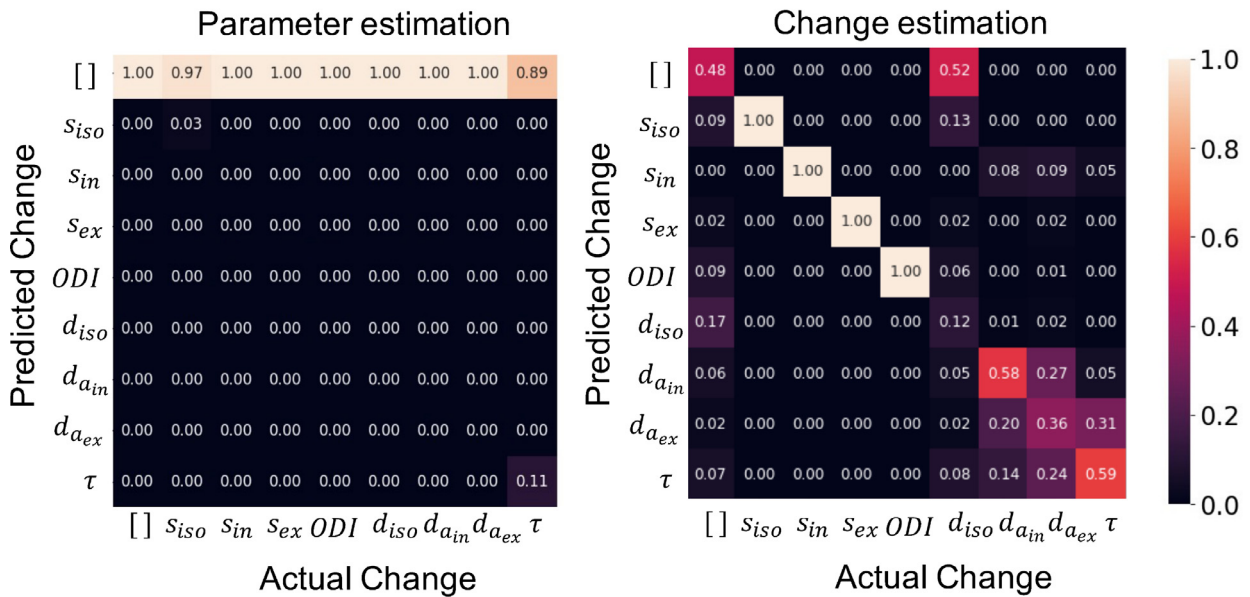 Parameter estimation
[ ] 1.00 0.97 1.00 1.00 1.00 1.00 1.00 1.00 0.89
s_iso 0.00 0.03 0.00 0.00 0.00 0.00 0.00 0.00 0.00
s_in 0.00 0.00 0.00 0.00 0.00 0.00 0.00 0.00 0.00
s_ex 0.00 0.00 0.00 0.00 0.00 0.00 0.00 0.00 0.00
ODI 0.00 0.00 0.00 0.00 0.00 0.00 0.00 0.00 0.00
d_iso 0.00 0.00 0.00 0.00 0.00 0.00 0.00 0.00 0.00
d_a_in 0.00 0.00 0.00 0.00 0.00 0.00 0.00 0.00 0.00
d_a_ex 0.00 0.00 0.00 0.00 0.00 0.00 0.00 0.00 0.00
τ 0.00 0.00 0.00 0.00 0.00 0.00 0.00 0.00 0.11
[ ] s_iso s_in s_ex ODI d_iso d_a_in d_a_ex τ
Predicted Change
Actual Change
Change estimation
[ ] 0.48 0.00 0.00 0.00 0.00 0.52 0.00 0.00 0.00
s_iso 0.09 1.00 0.00 0.00 0.00 0.13 0.00 0.00 0.00
s_in 0.00 0.00 1.00 0.00 0.00 0.00 0.08 0.09 0.05
s_ex 0.02 0.00 0.00 1.00 0.00 0.02 0.00 0.02 0.00
ODI 0.09 0.00 0.00 0.00 1.00 0.06 0.00 0.01 0.00
d_iso 0.17 0.00 0.00 0.00 0.00 0.12 0.01 0.02 0.00
d_a_in 0.06 0.00 0.00 0.00 0.00 0.05 0.58 0.27 0.05
d_a_ex 0.02 0.00 0.00 0.00 0.00 0.02 0.20 0.36 0.31
τ 0.07 0.00 0.00 0.00 0.00 0.08 0.14 0.24 0.59
[ ] s_iso s_in s_ex ODI d_iso d_a_in d_a_ex τ
Predicted Change
Actual Change
1.0
0.8
0.6
0.4
0.2
0.0